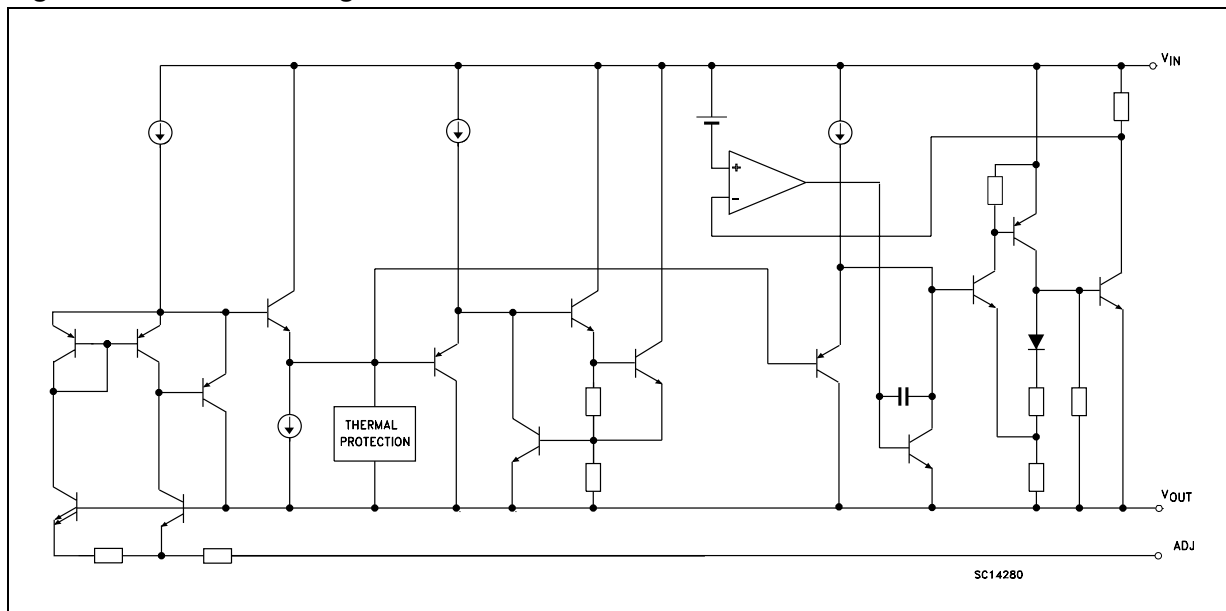 VIN
+
−
THERMAL
PROTECTION
VOUT
ADJ
SC14280